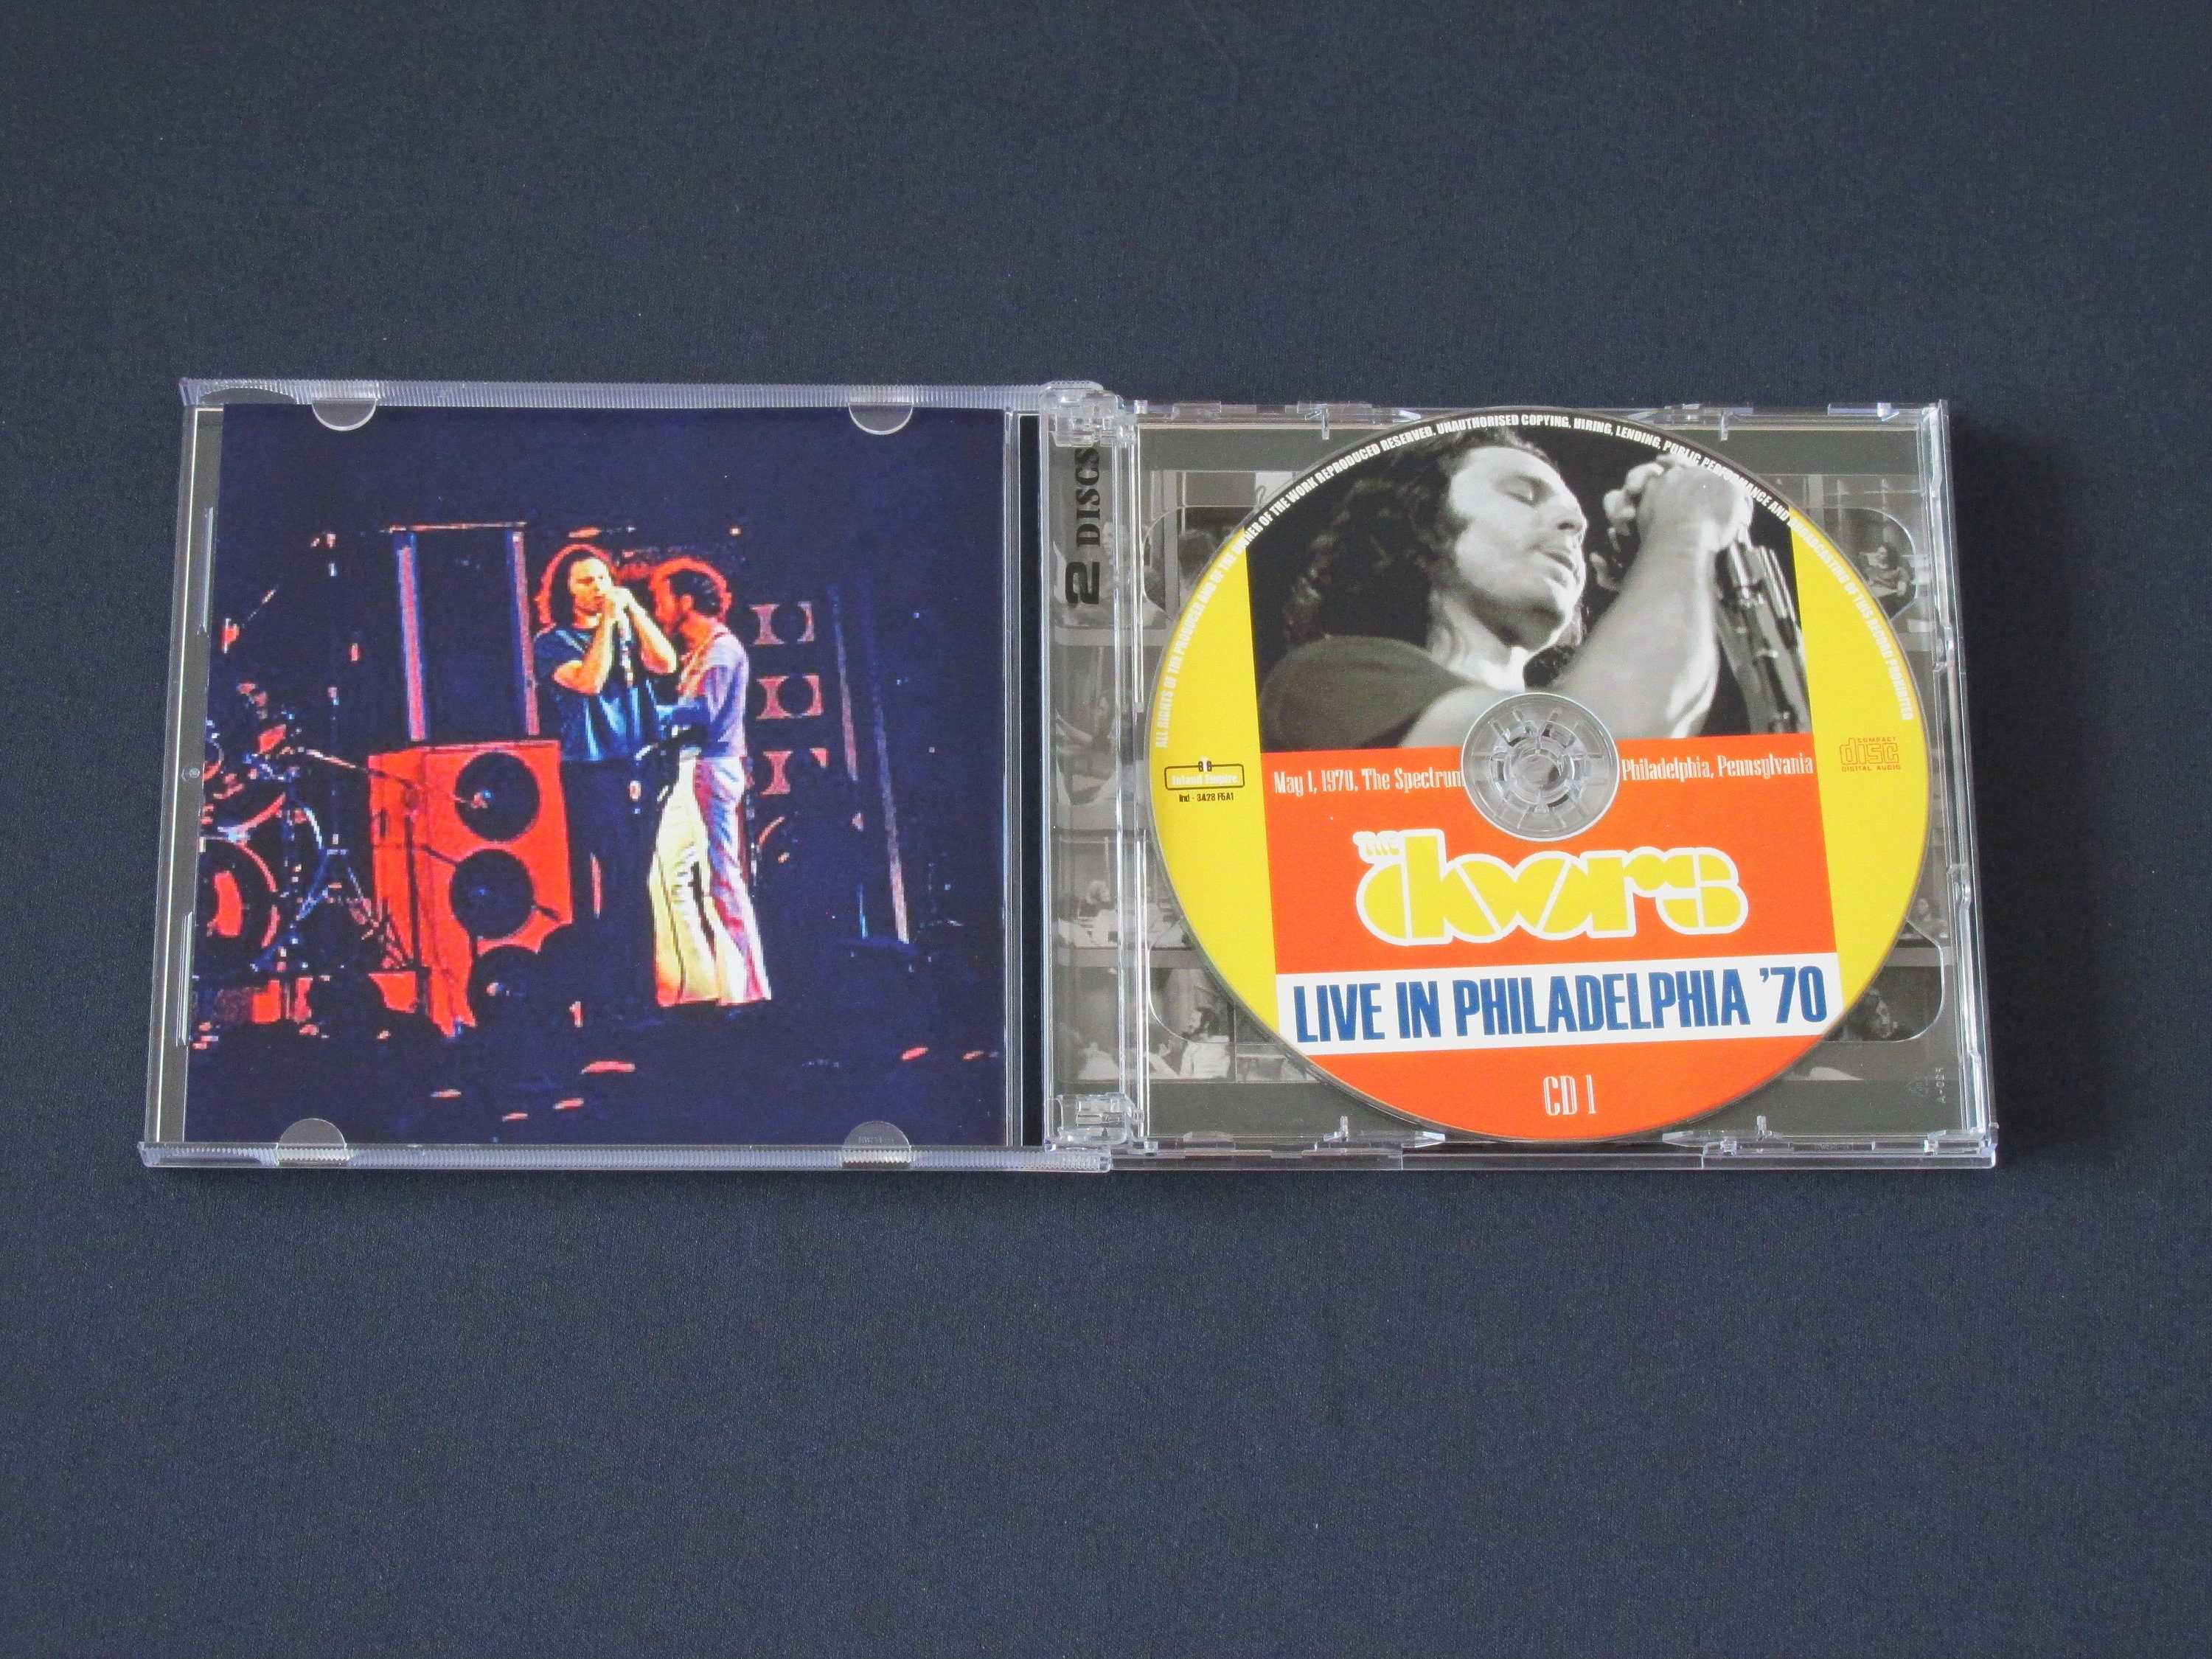 2 DISCS
ALL RIGHTS OF THE PRODUCER AND OF THE OWNER OF THE WORK REPRODUCED RESERVED. UNAUTHORISED COPYING, HIRING, LENDING, PUBLIC PERFORMANCE AND BROADCASTING OF THIS RECORD PROHIBITED
Inland Empire
COMPACT
disc
DIGITAL AUDIO
May 1, 1970, The Spectrum Philadelphia, Pennsylvania
THE
doors
LIVE IN PHILADELPHIA '70
CD 1